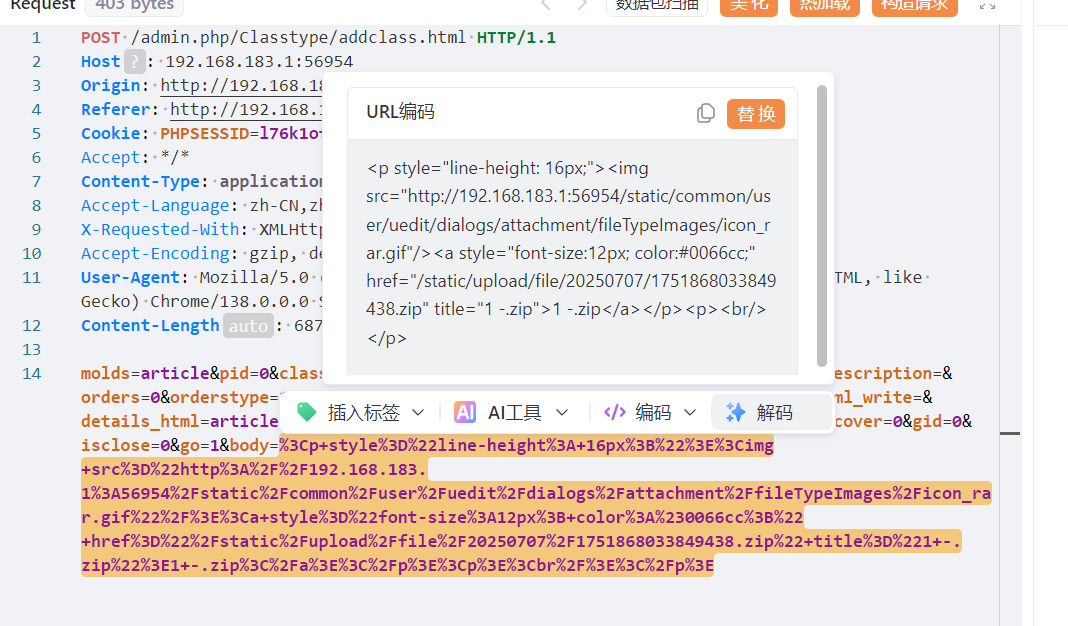 Request 403 bytes 数据包扫描 美化 热加载 构造请求
1 POST /admin.php/Classtype/addclass.html HTTP/1.1
2 Host ? : 192.168.183.1:56954
3 Origin: http://192.168.18
4 Referer: http://192.168.1
5 Cookie: PHPSESSID=l76k1o
6 Accept: */*
7 Content-Type: application
8 Accept-Language: zh-CN,zh
9 X-Requested-With: XMLHttp
10 Accept-Encoding: gzip, de
11 User-Agent: Mozilla/5.0 TML, like
Gecko) Chrome/138.0.0.0 S
12 Content-Length auto : 687
13
14 molds=article&pid=0&class escription=&
orders=0&orderstype= ml_write=&
details_html=article cover=0&gid=0&
isclose=0&go=1&body=%3Cp+style%3D%22line-height%3A+16px%3B%22%3E%3Cimg
+src%3D%22http%3A%2F%2F192.168.183.
1%3A56954%2Fstatic%2Fcommon%2Fuser%2Fuedit%2Fdialogs%2Fattachment%2FfileTypeImages%2Ficon_ra
r.gif%22%2F%3E%3Ca+style%3D%22font-size%3A12px%3B+color%3A%230066cc%3B%22
+href%3D%22%2Fstatic%2Fupload%2Ffile%2F20250707%2F1751868033849438.zip%22+title%3D%221+-.
zip%22%3E1+-.zip%3C%2Fa%3E%3C%2Fp%3E%3Cp%3E%3Cbr%2F%3E%3C%2Fp%3E
URL编码 替换
<p style="line-height: 16px;"><img
src="http://192.168.183.1:56954/static/common/us
er/uedit/dialogs/attachment/fileTypeImages/icon_r
ar.gif"/><a style="font-size:12px; color:#0066cc;"
href="/static/upload/file/20250707/1751868033849
438.zip" title="1 -.zip">1 -.zip</a></p><p><br/>
</p>
插入标签 AI AI工具 </> 编码 解码